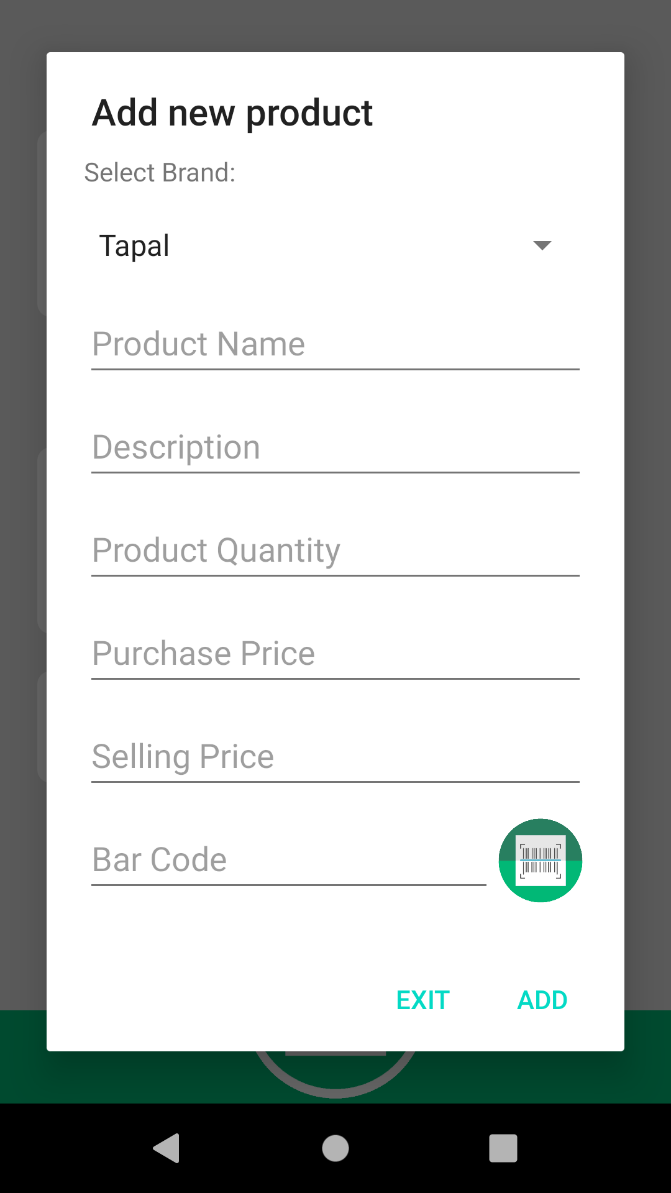 Add new product
Select Brand:
Tapal
Product Name
Description
Product Quantity
Purchase Price
Selling Price
Bar Code
EXIT ADD